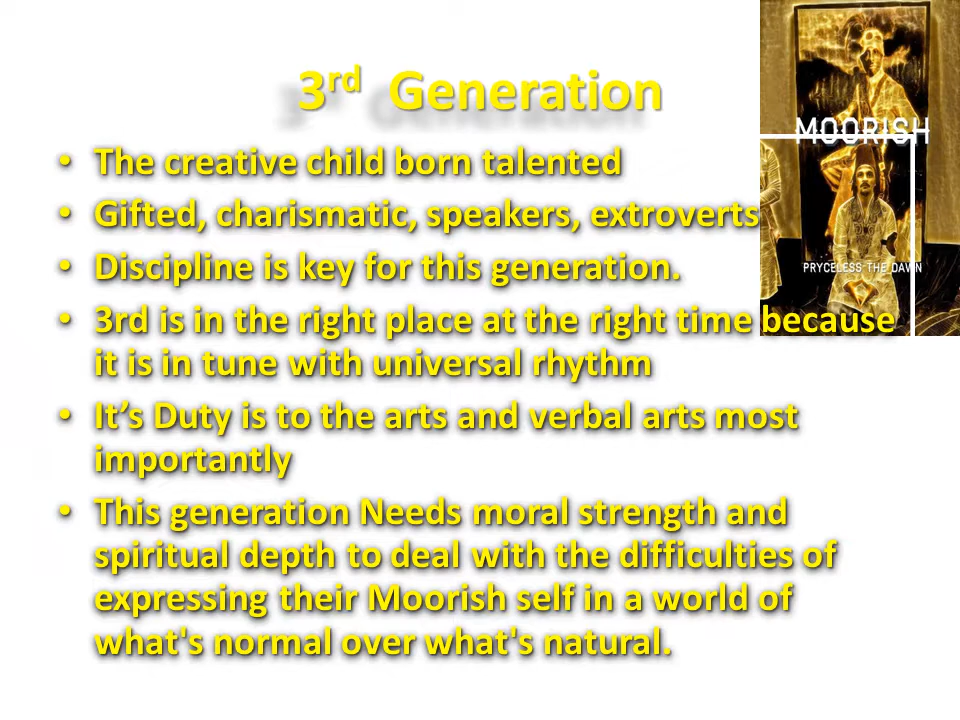 3rd Generation
MOORISH
• The creative child born talented
• Gifted, charismatic, speakers, extroverts
• Discipline is key for this generation.
PRYCELESS THE DAWN
• 3rd is in the right place at the right time because
it is in tune with universal rhythm
• It’s Duty is to the arts and verbal arts most
importantly
• This generation Needs moral strength and
spiritual depth to deal with the difficulties of
expressing their Moorish self in a world of
what's normal over what's natural.